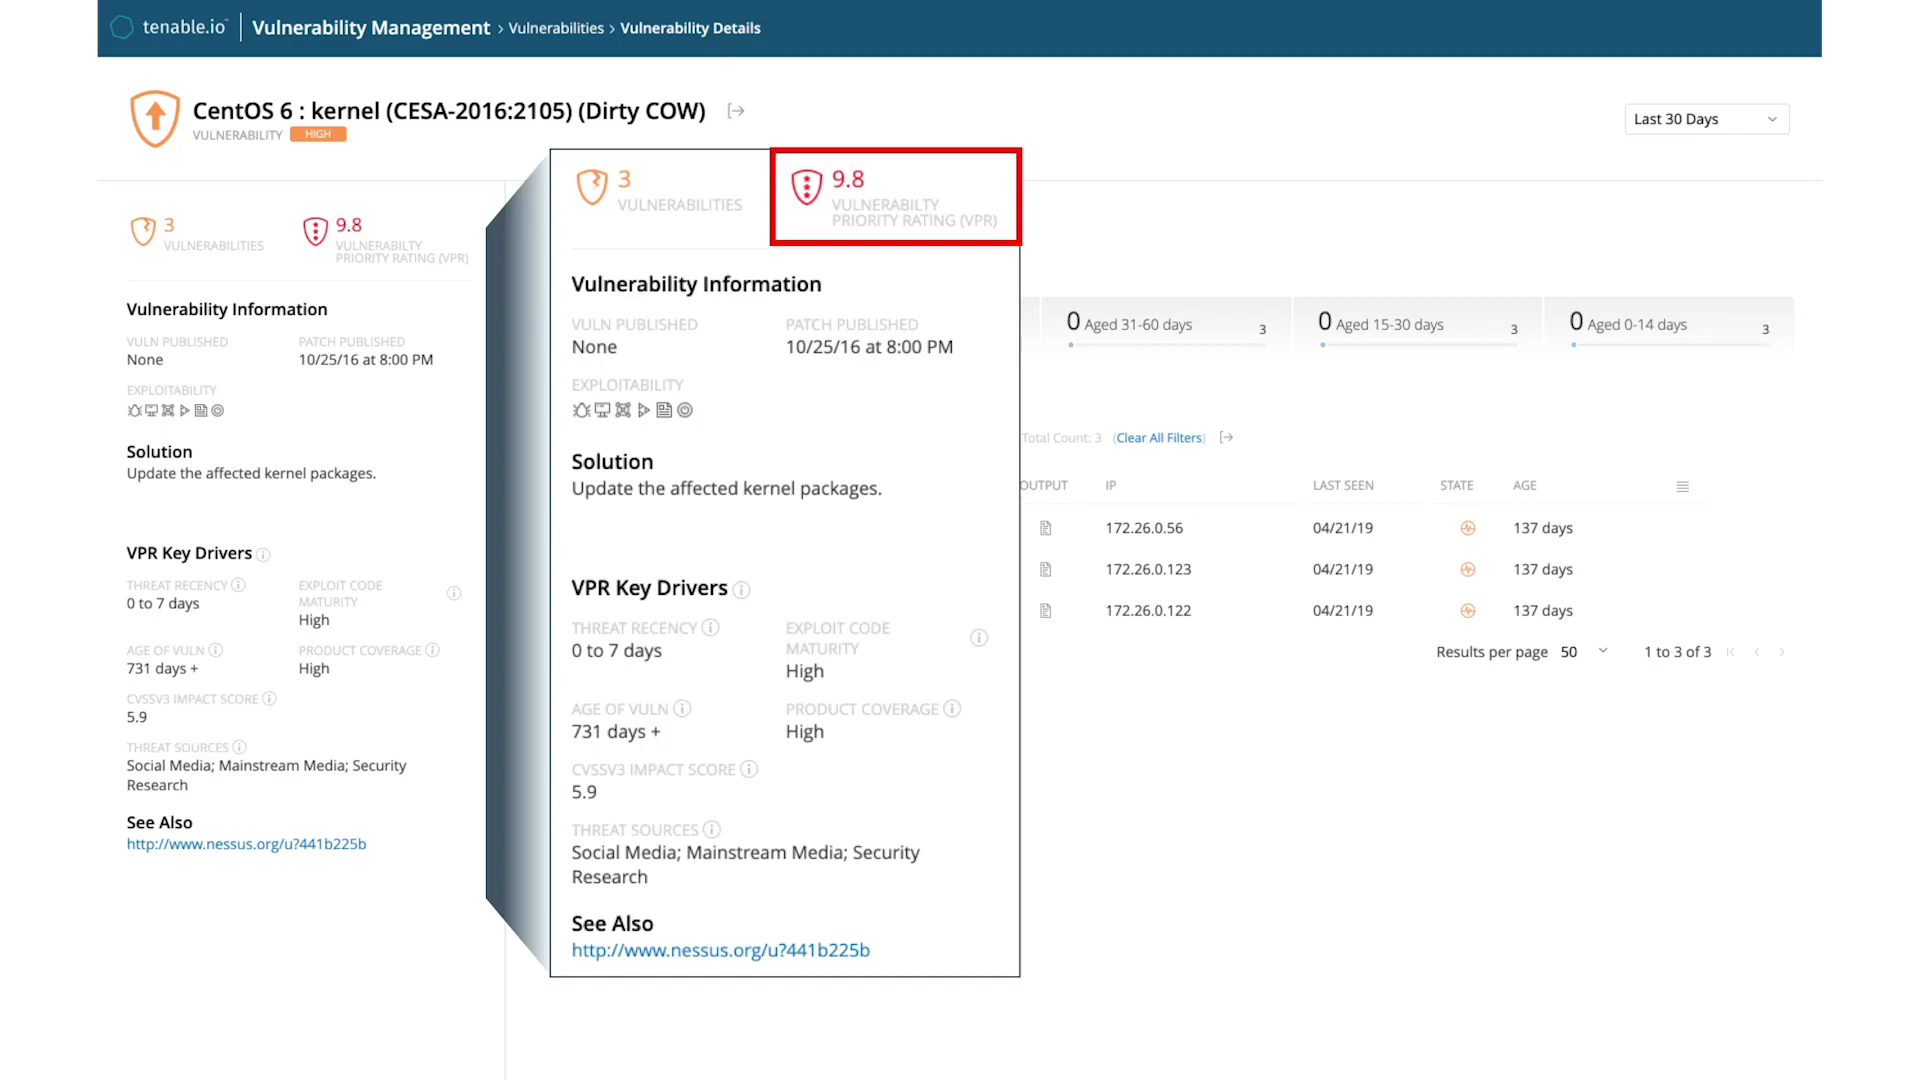 tenable.io Vulnerability Management › Vulnerabilities › Vulnerability Details
CentOS 6 : kernel (CESA-2016:2105) (Dirty COW)
VULNERABILITY HIGH
Last 30 Days
3
VULNERABILITIES
9.8
VULNERABILTY
PRIORITY RATING (VPR)
Vulnerability Information
VULN PUBLISHED
None
PATCH PUBLISHED
10/25/16 at 8:00 PM
EXPLOITABILITY
Solution
Update the affected kernel packages.
VPR Key Drivers
THREAT RECENCY
0 to 7 days
EXPLOIT CODE
MATURITY
High
AGE OF VULN
731 days +
PRODUCT COVERAGE
High
CVSSV3 IMPACT SCORE
5.9
THREAT SOURCES
Social Media; Mainstream Media; Security
Research
See Also
http://www.nessus.org/u?441b225b
3
VULNERABILITIES
9.8
VULNERABILTY
PRIORITY RATING (VPR)
Vulnerability Information
VULN PUBLISHED
None
PATCH PUBLISHED
10/25/16 at 8:00 PM
EXPLOITABILITY
Solution
Update the affected kernel packages.
VPR Key Drivers
THREAT RECENCY
0 to 7 days
EXPLOIT CODE
MATURITY
High
AGE OF VULN
731 days +
PRODUCT COVERAGE
High
CVSSV3 IMPACT SCORE
5.9
THREAT SOURCES
Social Media; Mainstream Media; Security
Research
See Also
http://www.nessus.org/u?441b225b
0 Aged 31-60 days 3
0 Aged 15-30 days 3
0 Aged 0-14 days 3
Total Count: 3 (Clear All Filters)
OUTPUT IP LAST SEEN STATE AGE
172.26.0.56 04/21/19 137 days
172.26.0.123 04/21/19 137 days
172.26.0.122 04/21/19 137 days
Results per page 50 1 to 3 of 3